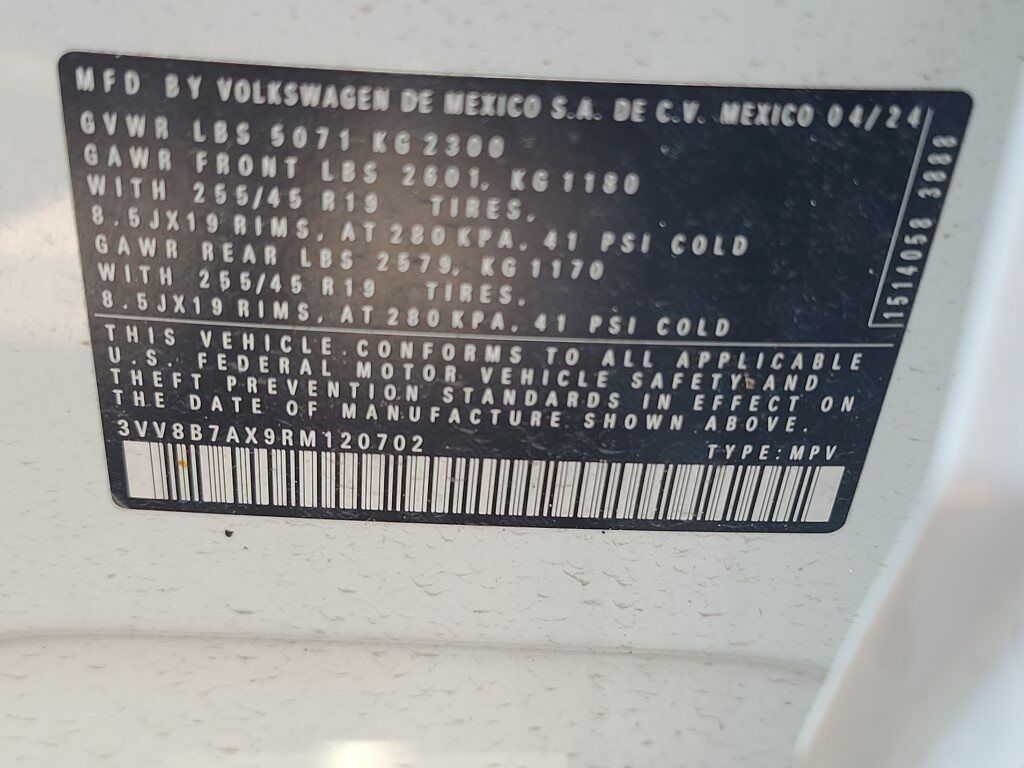 MFD BY VOLKSWAGEN DE MEXICO S.A. DE C.V. MEXICO 04/24
GVWR LBS 5071 KG 2300
GAWR FRONT LBS 2601, KG 1180
WITH 255/45 R19 TIRES,
8.5JX19 RIMS, AT 280 KPA, 41 PSI COLD
GAWR REAR LBS 2579, KG 1170
WITH 255/45 R19 TIRES,
8.5JX19 RIMS, AT 280 KPA, 41 PSI COLD
1514058 3888
THIS VEHICLE CONFORMS TO ALL APPLICABLE
U.S. FEDERAL MOTOR VEHICLE SAFETY AND
THEFT PREVENTION STANDARDS IN EFFECT ON
THE DATE OF MANUFACTURE SHOWN ABOVE.
3VV8B7AX9RM120702
TYPE: MPV